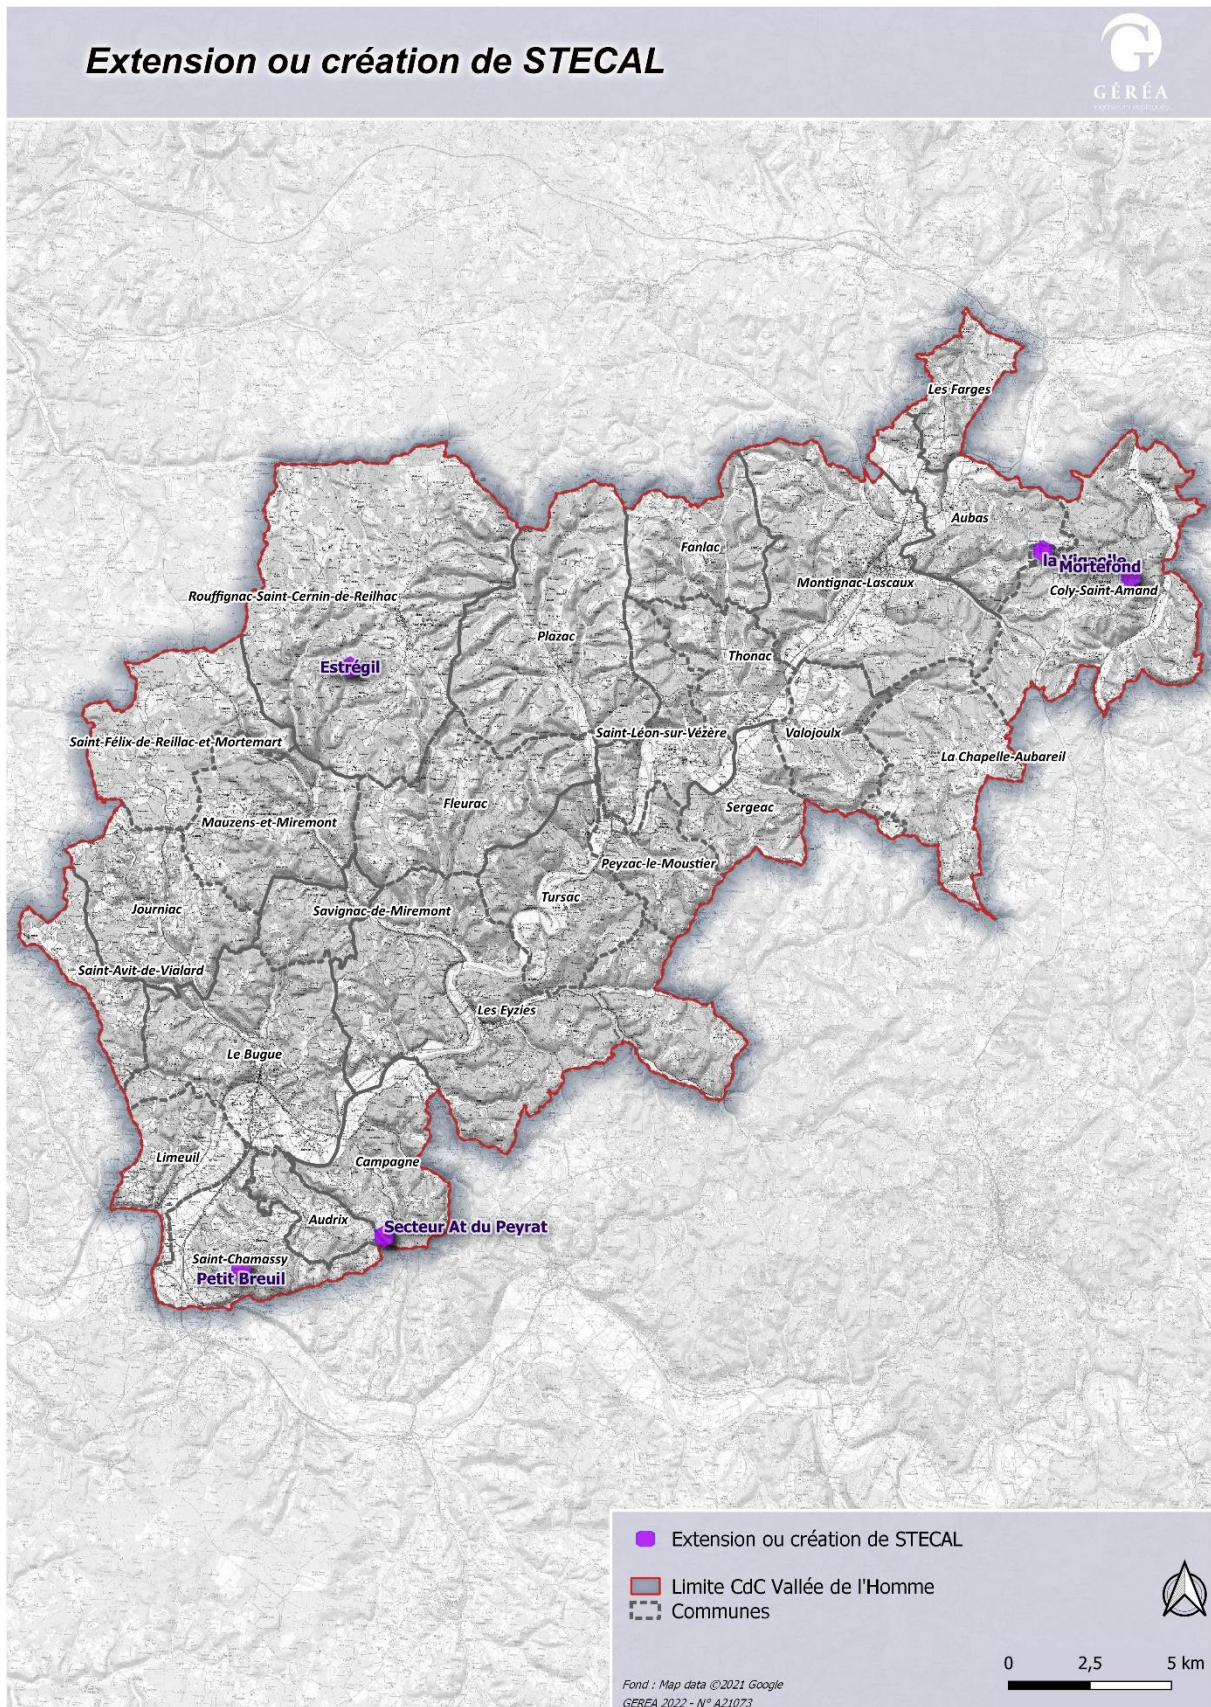 Extension ou création de STECAL
GÉRÉA
Les Farges
Aubas
Fanlac
la Vignolle
Mortefond
Montignac-Lascaux
Coly-Saint-Amand
Rouffignac-Saint-Cernin-de-Reilhac
Plazac
Thonac
Estrégil
Saint-Léon-sur-Vézère
Valojoulx
Saint-Félix-de-Reillac-et-Mortemart
La Chapelle-Aubareil
Fleurac
Sergeac
Mauzens-et-Miremont
Peyzac-le-Moustier
Tursac
Journiac
Savignac-de-Miremont
Saint-Avit-de-Vialard
Les Eyzies
Le Bugue
Limeuil
Campagne
Audrix
Secteur At du Peyrat
Saint-Chamassy
Petit Breuil
Extension ou création de STECAL
Limite CdC Vallée de l'Homme
Communes
0 2,5 5 km
Fond : Map data ©2021 Google
GEREA 2022 - N° A21073